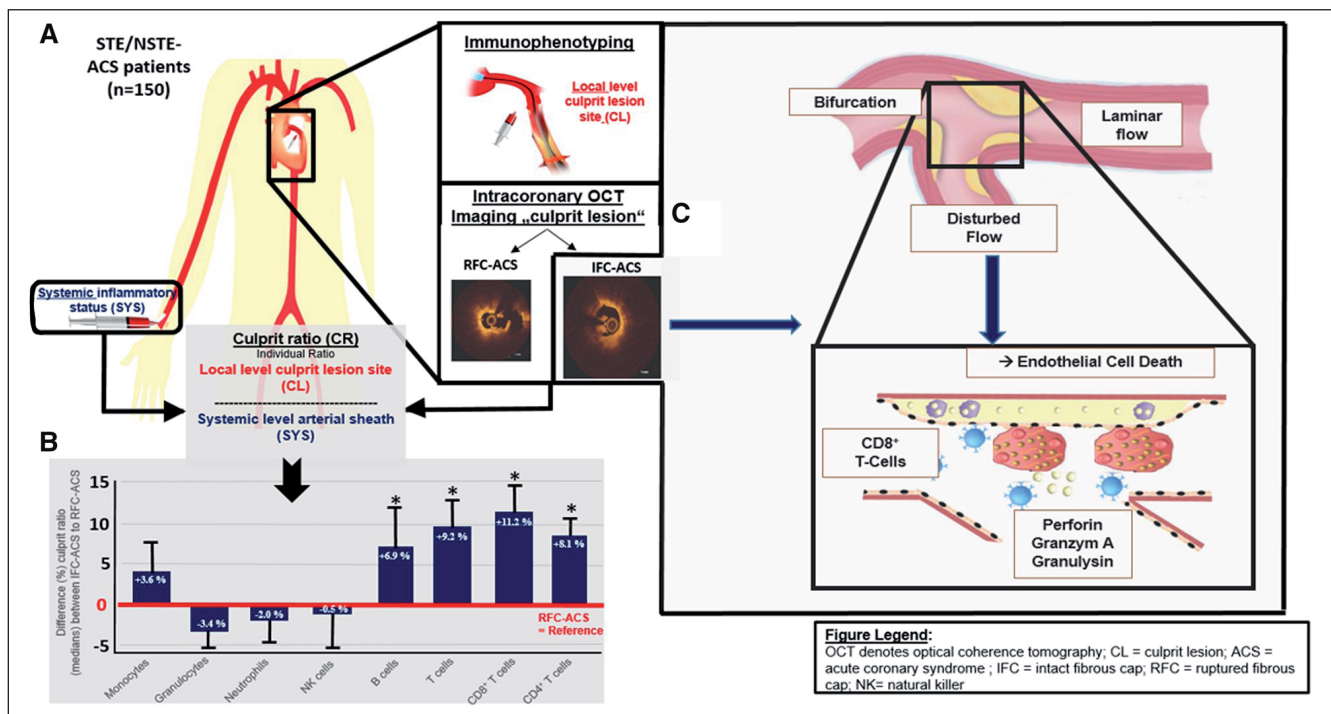 A
STE/NSTE-
ACS patients
(n=150)
Systemic inflammatory
status (SYS)
Immunophenotyping
Local level
culprit lesion
site (CL)
Intracoronary OCT
Imaging „culprit lesion“
RFC-ACS
IFC-ACS
Culprit ratio (CR)
Individual Ratio
Local level culprit lesion site
(CL)
Systemic level arterial sheath
(SYS)
B
Difference (%) culprit ratio
(medians) between IFC-ACS to RFC-ACS
15
10
5
0
-5
+3.6 %
-3.4 %
-2.0 %
-0.5 %
+6.9 %
+9.2 %
+11.2 %
+8.1 %
*
*
*
*
RFC-ACS
= Reference
Monocytes
Granulocytes
Neutrophils
NK cells
B cells
T cells
CD8⁺ T cells
CD4⁺ T cells
C
Bifurcation
Laminar
flow
Disturbed
Flow
→ Endothelial Cell Death
CD8⁺
T-Cells
Perforin
Granzym A
Granulysin
Figure Legend:
OCT denotes optical coherence tomography; CL = culprit lesion; ACS =
acute coronary syndrome ; IFC = intact fibrous cap; RFC = ruptured fibrous
cap; NK= natural killer